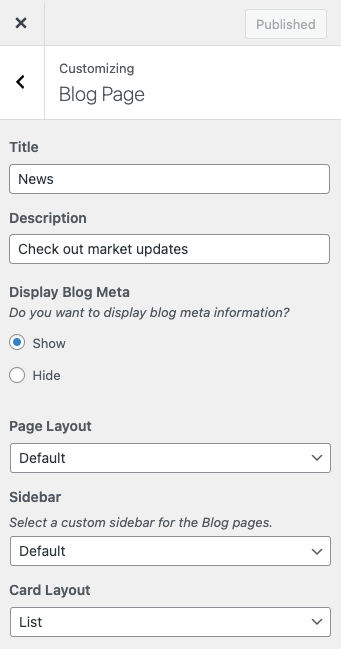 Published
Customizing
Blog Page
Title
News
Description
Check out market updates
Display Blog Meta
Do you want to display blog meta information?
Show
Hide
Page Layout
Default
Sidebar
Select a custom sidebar for the Blog pages.
Default
Card Layout
List